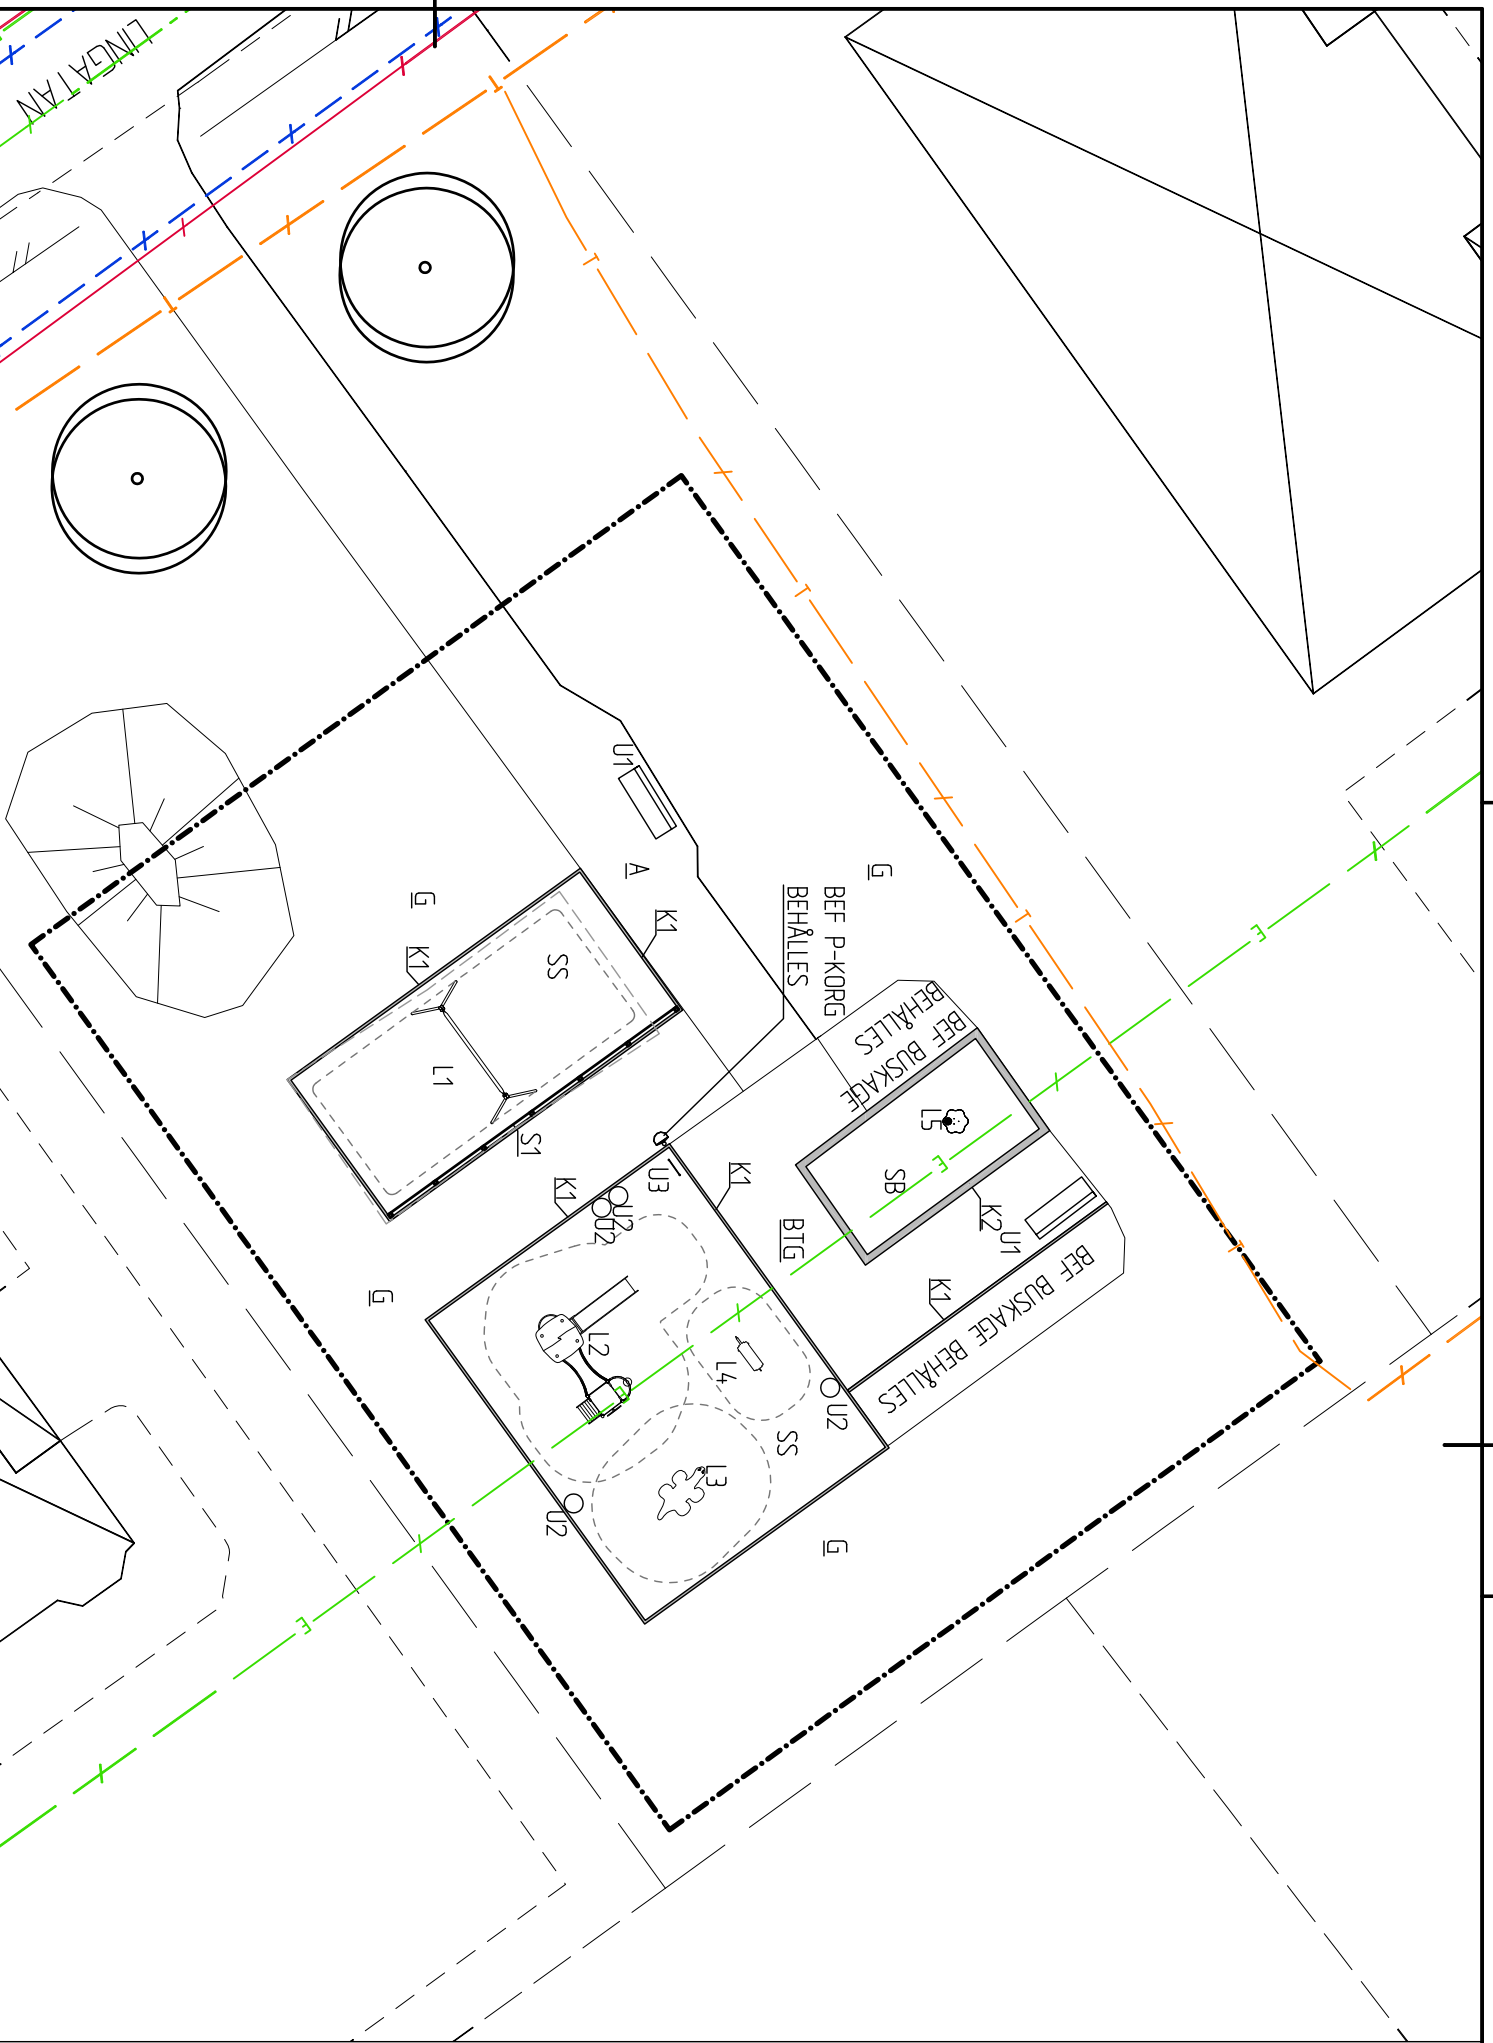 LINGATAN
U1
A
G
BEF P-KORG
BEHÅLLES
G
K1
K1
SS
L1
S1
BEF BUSKAGE
BEHÅLLES
L5
SB
K2
U1
K1
BEF BUSKAGE BEHÅLLES
BTG
K1
U3
K1
U2
U2
G
L2
L4
U2
SS
L3
U2
G
T
T
T
T
T
T
T
T
E
E
E
E